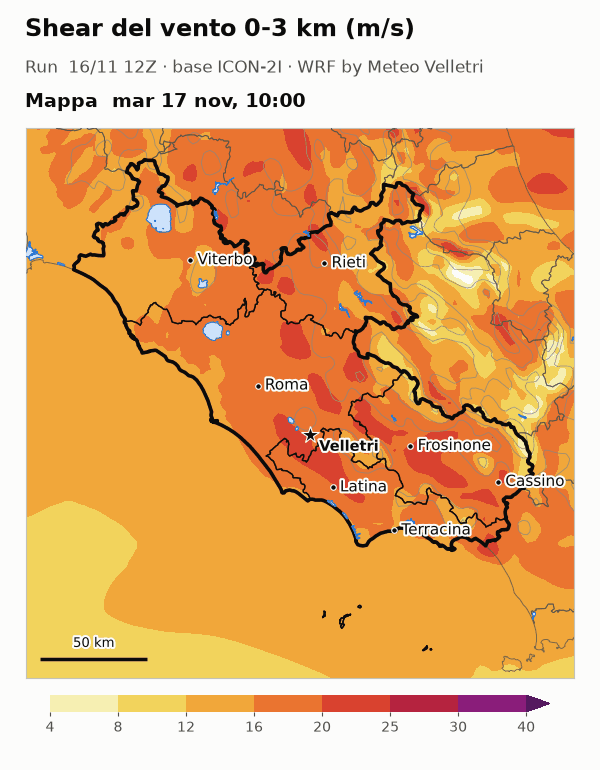 Shear del vento 0-3 km (m/s)
Run  16/11 12Z · base ICON-2I · WRF by Meteo Velletri
Mappa  mar 17 nov, 10:00
Viterbo
Rieti
Roma
Velletri
Frosinone
Latina
Cassino
Terracina
50 km
4 8 12 16 20 25 30 40